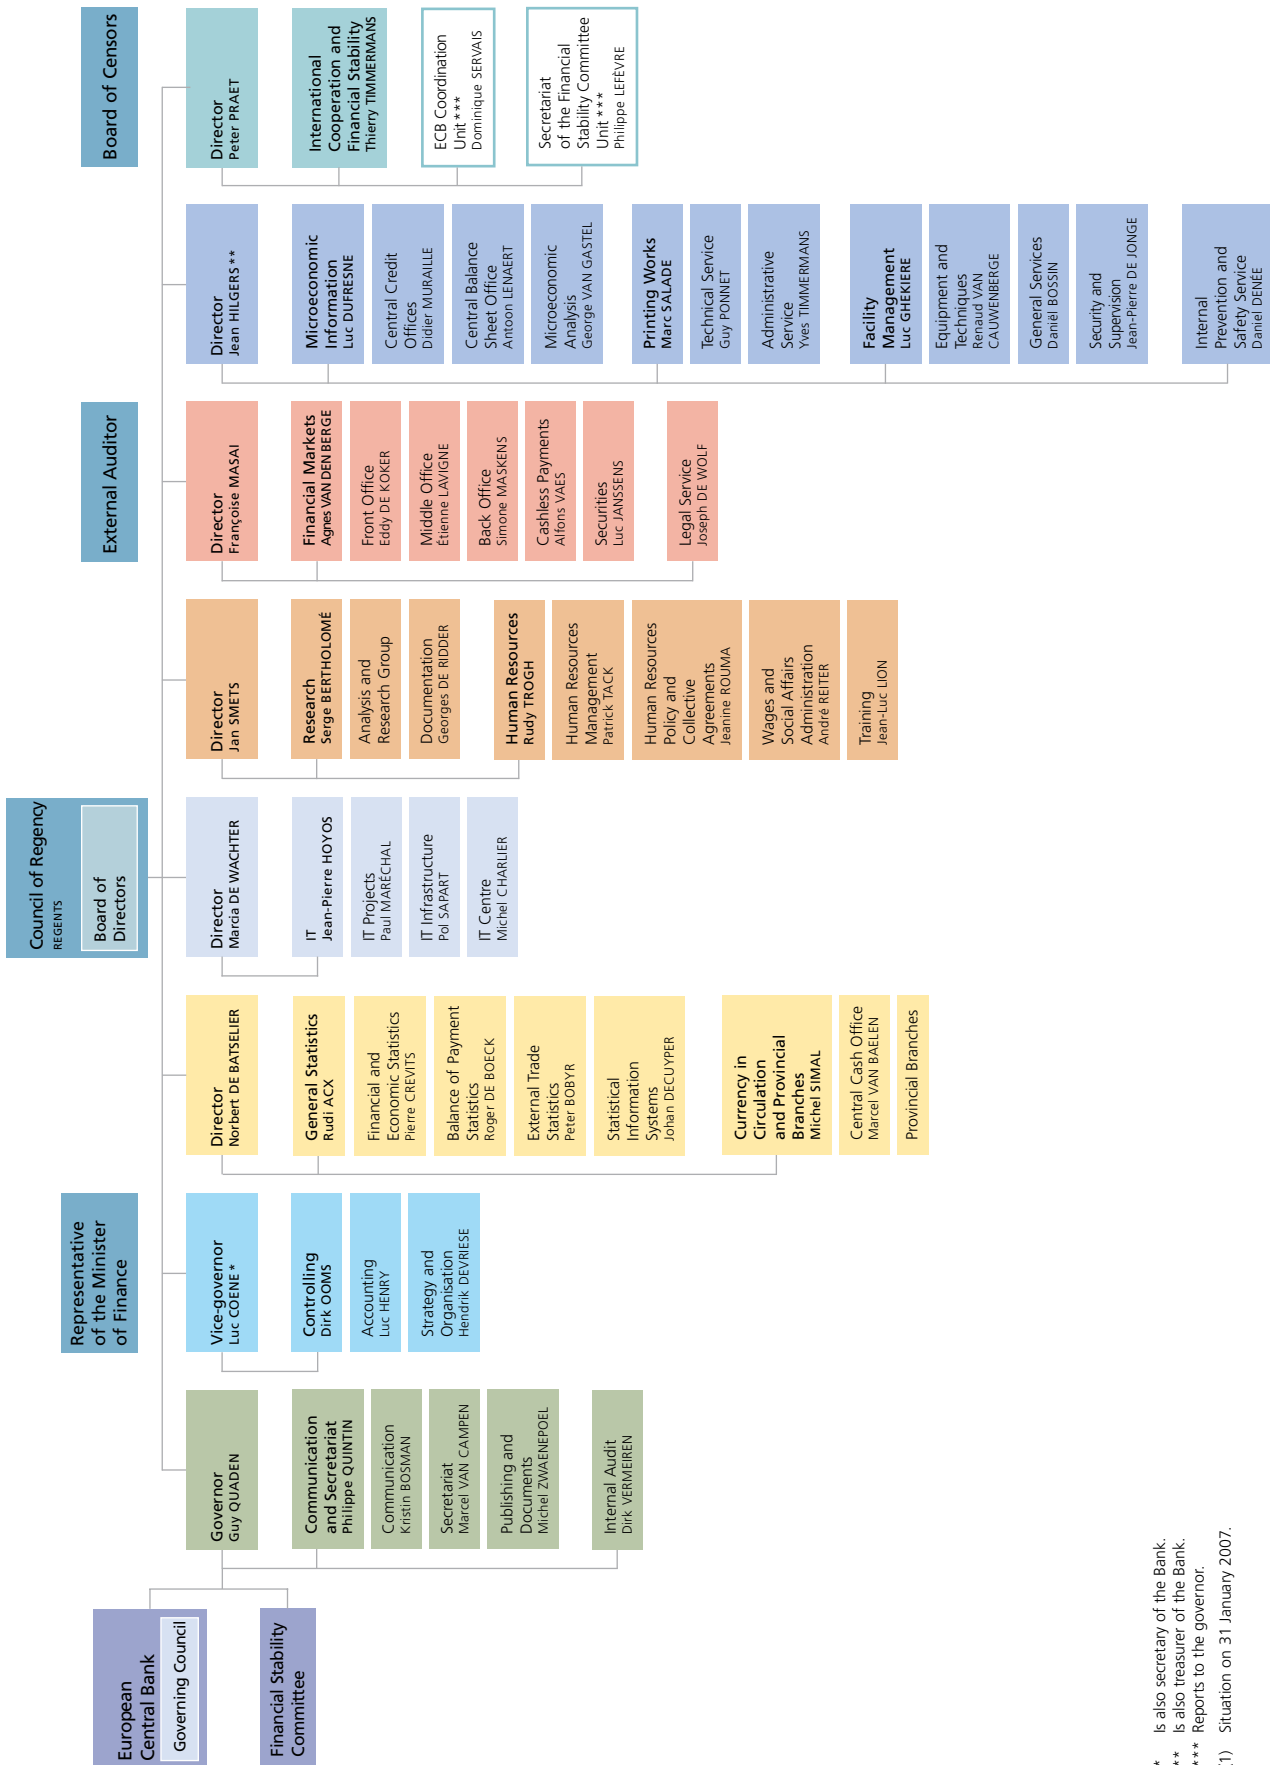 European
Central Bank
Governing Council
Financial Stability
Committee
Representative
of the Minister
of Finance
Council of Regency
REGENTS
Board of
Directors
External Auditor
Board of Censors
Governor
Guy QUADEN
Communication
and Secretariat
Philippe QUINTIN
Communication
Kristin BOSMAN
Secretariat
Marcel VAN CAMPEN
Publishing and
Documents
Michel ZWAENEPOEL
Internal Audit
Dirk VERMEIREN
Vice-governor
Luc COENE *
Controlling
Dirk OOMS
Accounting
Luc HENRY
Strategy and
Organisation
Hendrik DEVRIESE
Director
Norbert DE BATSELIER
General Statistics
Rudi ACX
Financial and
Economic Statistics
Pierre CREVITS
Balance of Payment
Statistics
Roger DE BOECK
External Trade
Statistics
Peter BOBYR
Statistical
Information
Systems
Johan DECUYPER
Currency in
Circulation
and Provincial
Branches
Michel SIMAL
Central Cash Office
Marcel VAN BAELEN
Provincial Branches
Director
Marcia DE WACHTER
IT
Jean-Pierre HOYOS
IT Projects
Paul MARÉCHAL
IT Infrastructure
Pol SAPART
IT Centre
Michel CHARLIER
Director
Jan SMETS
Research
Serge BERTHOLOMÉ
Analysis and
Research Group
Documentation
Georges DE RIDDER
Human Resources
Rudy TROGH
Human Resources
Management
Patrick TACK
Human Resources
Policy and
Collective
Agreements
Jeanine ROUMA
Wages and
Social Affairs
Administration
André REITER
Training
Jean-Luc LION
Director
Françoise MASAI
Financial Markets
Agnes VAN DEN BERGE
Front Office
Eddy DE KOKER
Middle Office
Étienne LAVIGNE
Back Office
Simone MASKENS
Cashless Payments
Alfons VAES
Securities
Luc JANSSENS
Legal Service
Joseph DE WOLF
Director
Jean HILGERS **
Microeconomic
Information
Luc DUFRESNE
Central Credit
Offices
Didier MURAILLE
Central Balance
Sheet Office
Antoon LENAERT
Microeconomic
Analysis
George VAN GASTEL
Printing Works
Marc SALADE
Technical Service
Guy PONNET
Administrative
Service
Yves TIMMERMANS
Facility
Management
Luc GHEKIERE
Equipment and
Techniques
Renaud VAN
CAUWENBERGE
General Services
Daniël BOSSIN
Security and
Supervision
Jean-Pierre DE JONGE
Internal
Prevention and
Safety Service
Daniel DENÉE
Director
Peter PRAET
International
Cooperation and
Financial Stability
Thierry TIMMERMANS
ECB Coordination
Unit ***
Dominique SERVAIS
Secretariat
of the Financial
Stability Committee
Unit ***
Philippe LEFÈVRE
* Is also secretary of the Bank.
** Is also treasurer of the Bank.
*** Reports to the governor.
(1) Situation on 31 January 2007.